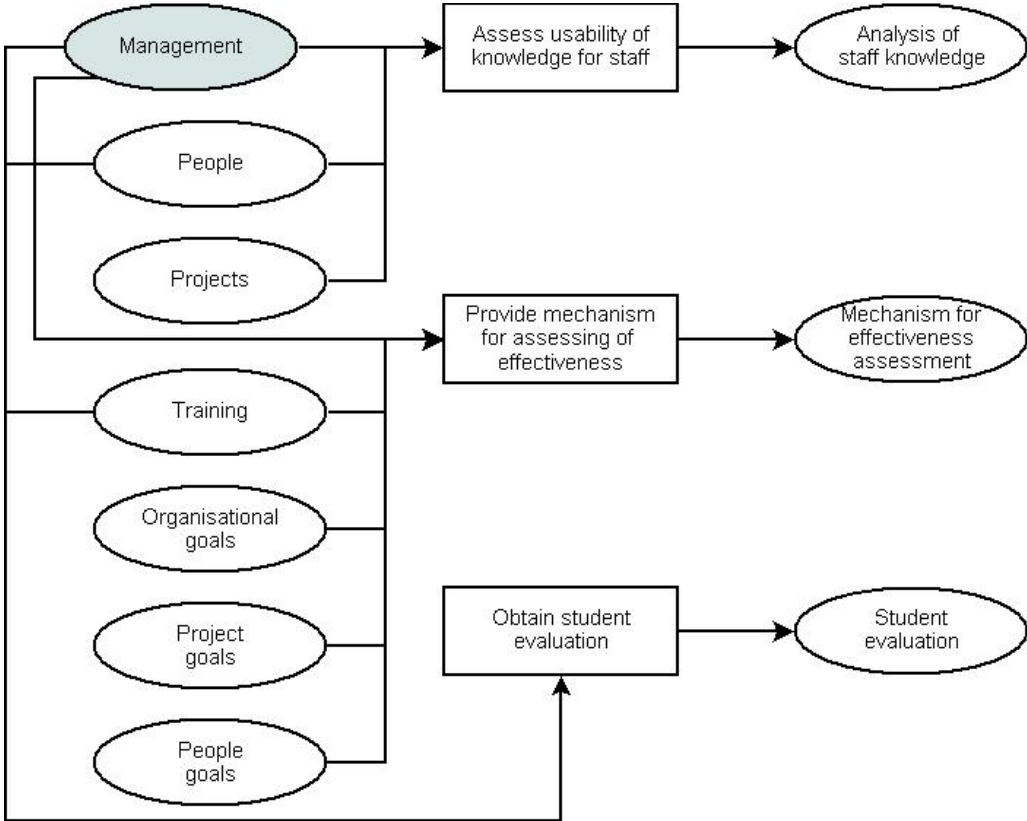 Management
Assess usability of
knowledge for staff
Analysis of
staff knowledge
People
Projects
Provide mechanism
for assessing of
effectiveness
Mechanism for
effectiveness
assessment
Training
Organisational
goals
Project
goals
Obtain student
evaluation
Student
evaluation
People
goals